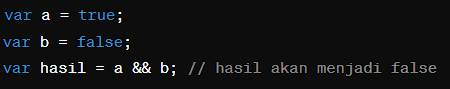 var a = true;
var b = false;
var hasil = a && b; // hasil akan menjadi false